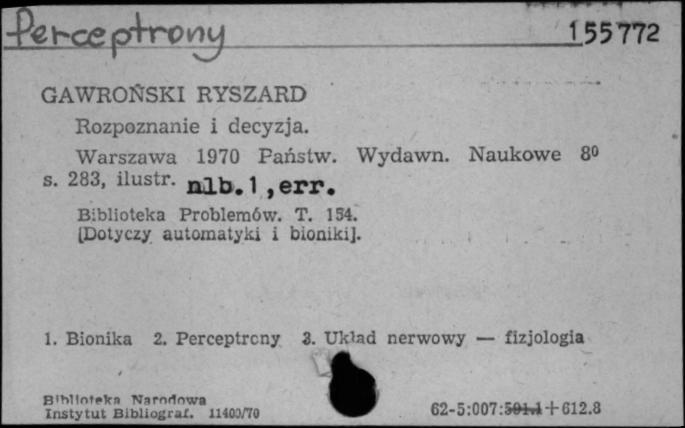 Perceptrony
155772
GAWROŃSKI RYSZARD
Rozpoznanie i decyzja.
Warszawa 1970 Państw. Wydawn. Naukowe 8⁰
s. 283, ilustr. nlb.1,err.
Biblioteka Problemów. T. 154.
[Dotyczy automatyki i bioniki].
1. Bionika 2. Perceptrony 3. Układ nerwowy — fizjologia
Biblioteka Narodowa
Instytut Bibliograf. 11400/70
62-5:007:591.1+612.8